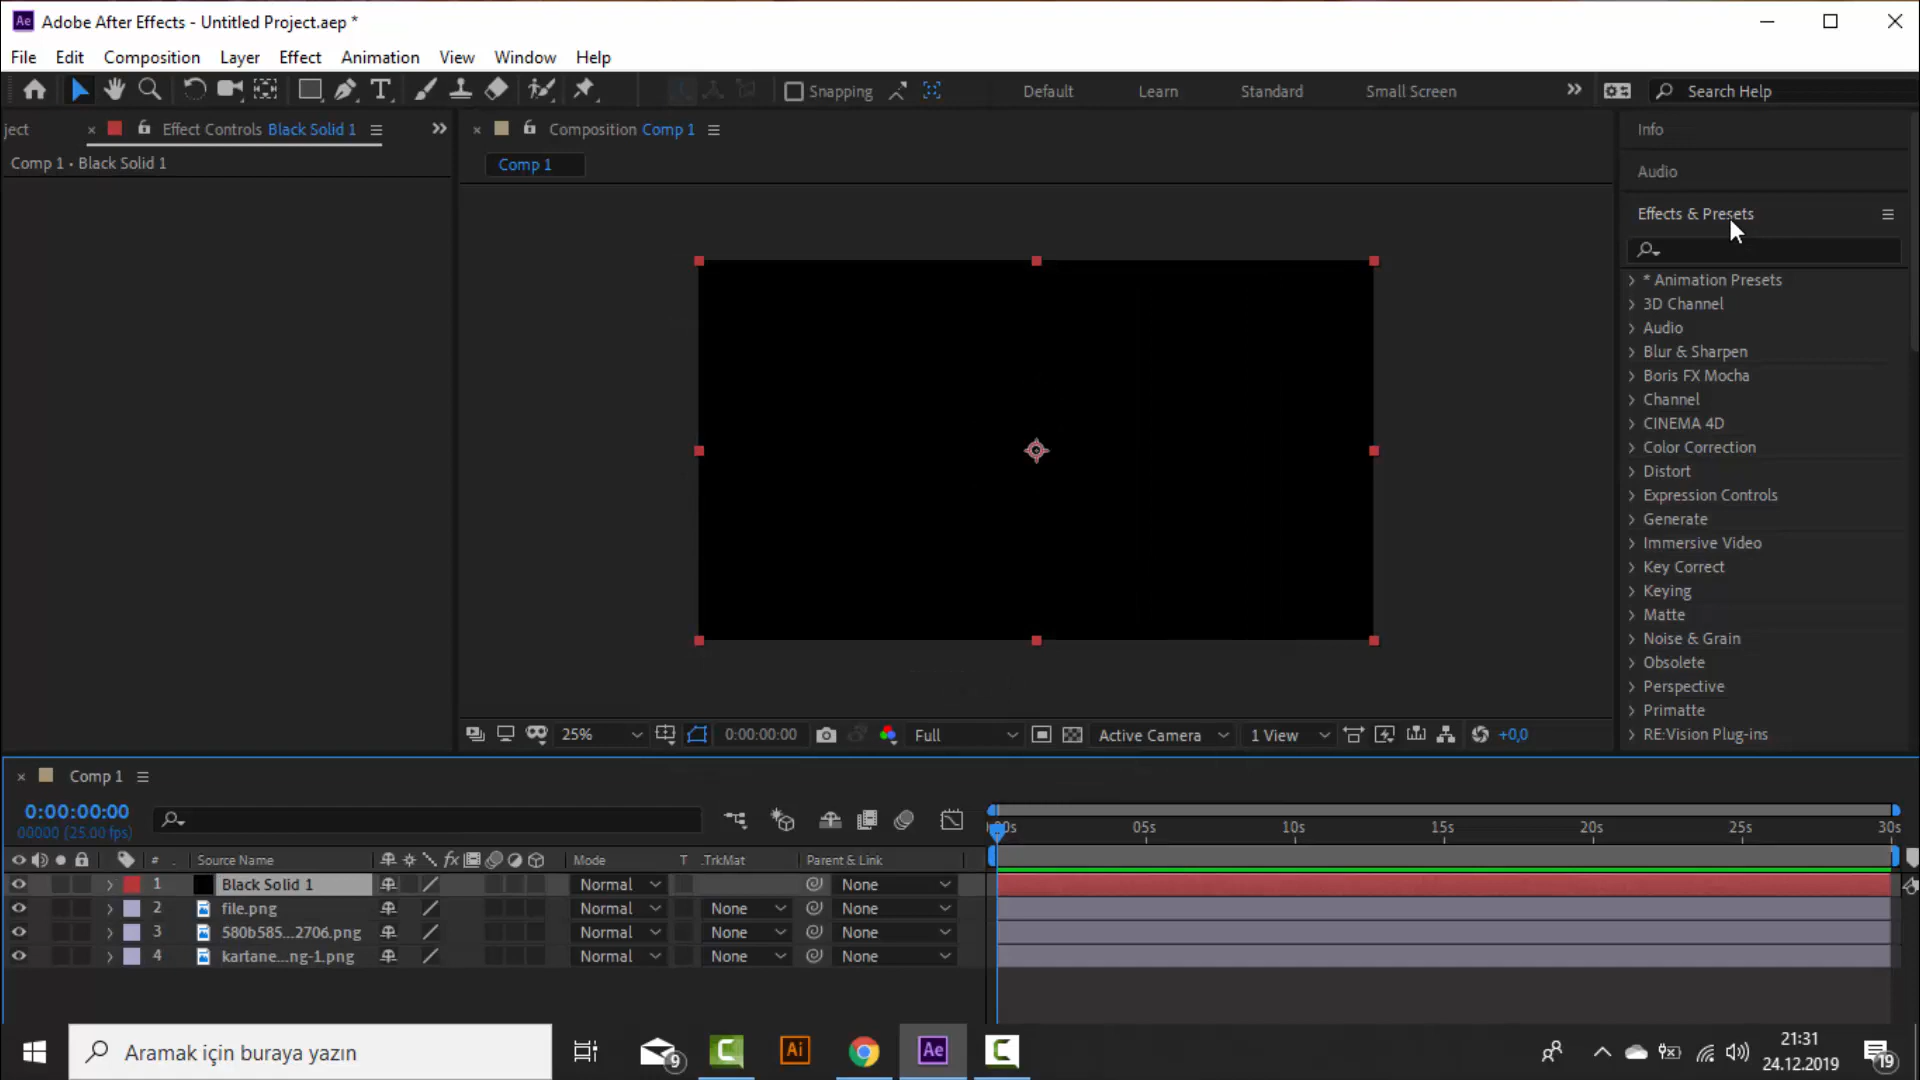 Ae Adobe After Effects - Untitled Project.aep *
File Edit Composition Layer Effect Animation View Window Help
Snapping Default Learn Standard Small Screen Search Help
ject Effect Controls Black Solid 1
Comp 1 • Black Solid 1
Composition Comp 1
Comp 1
Info
Audio
Effects & Presets
* Animation Presets
3D Channel
Audio
Blur & Sharpen
Boris FX Mocha
Channel
CINEMA 4D
Color Correction
Distort
Expression Controls
Generate
Immersive Video
Key Correct
Keying
Matte
Noise & Grain
Obsolete
Perspective
Primatte
RE:Vision Plug-ins
25% 0:00:00:00 Full Active Camera 1 View +0,0
Comp 1
0:00:00:00
00000 (25.00 fps)
00s 05s 10s 15s 20s 25s 30s
# Source Name fx Mode T .TrkMat Parent & Link
1 Black Solid 1 Normal None
2 file.png Normal None None
3 580b585...2706.png Normal None None
4 kartane...ng-1.png Normal None None
Aramak için buraya yazın
9
Ai
Ae
21:31
24.12.2019
19